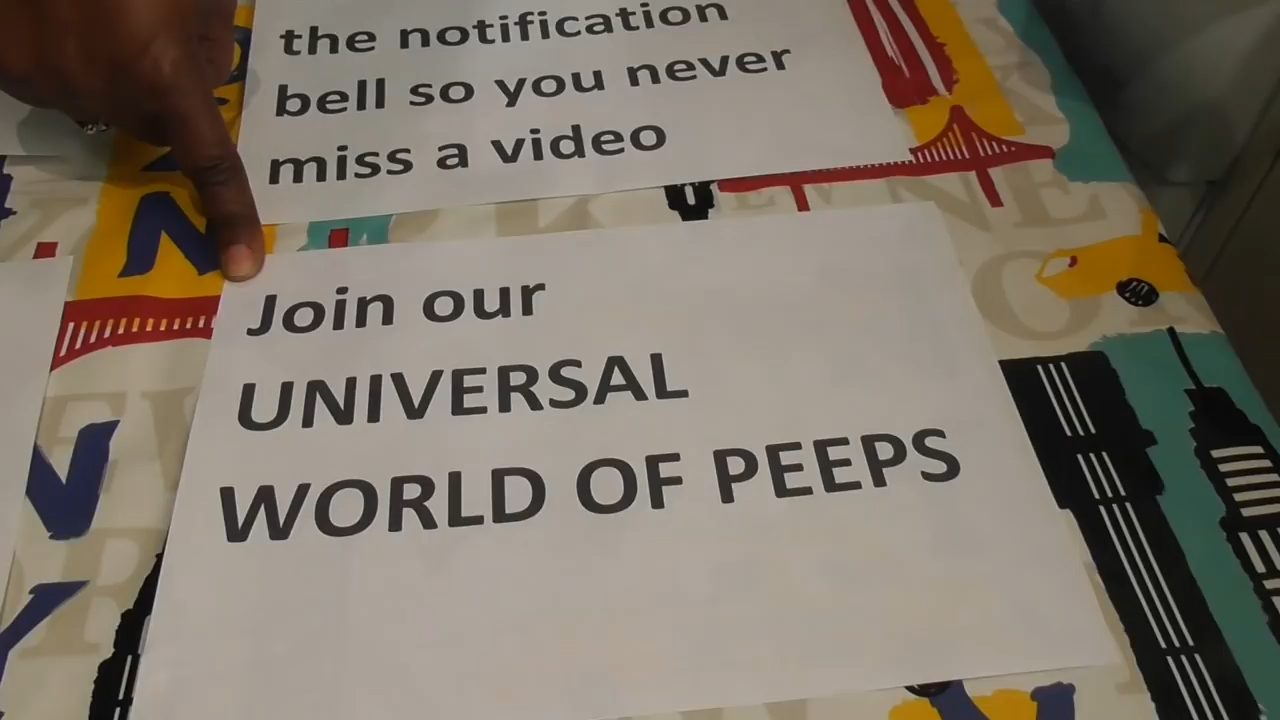 the notification
bell so you never
miss a video
Join our
UNIVERSAL
WORLD OF PEEPS